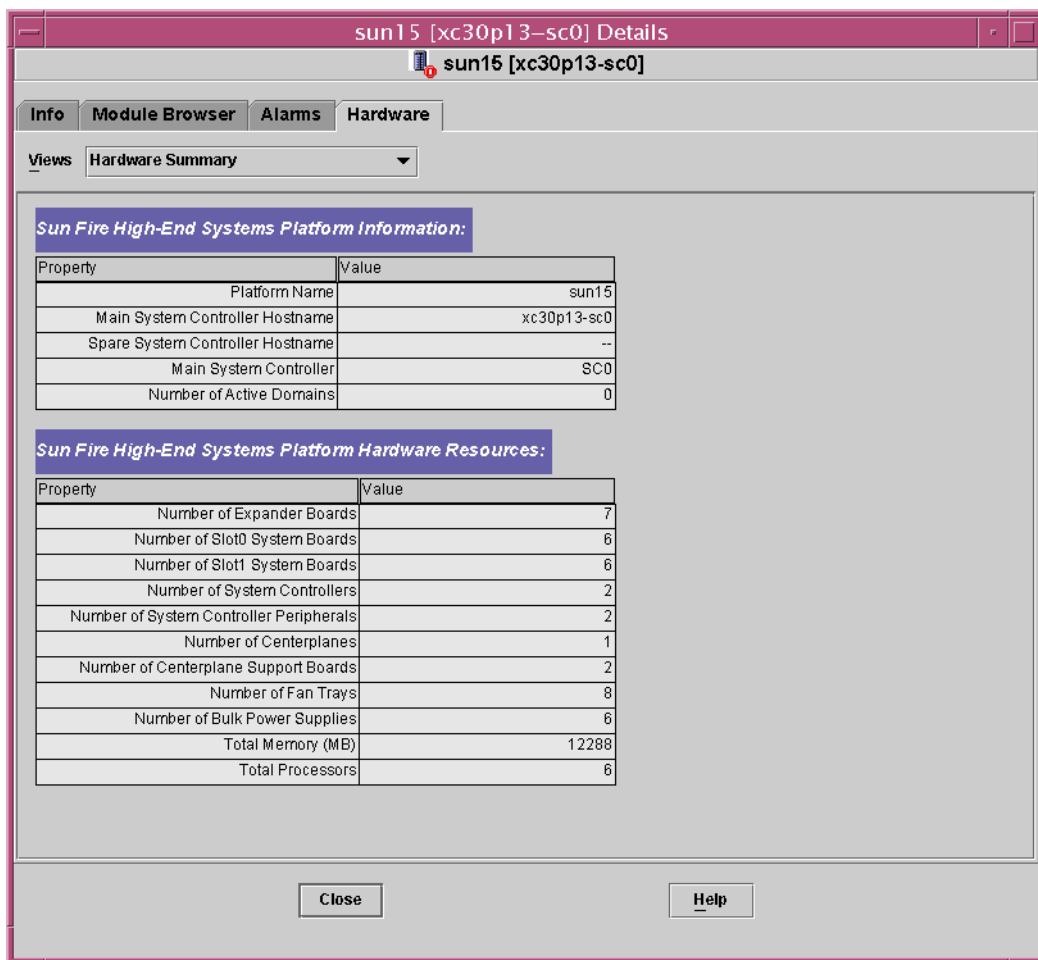 sun15 [xc30p13–sc0] Details
sun15 [xc30p13-sc0]
Info Module Browser Alarms Hardware
Views Hardware Summary
Sun Fire High-End Systems Platform Information:
Property Value
Platform Name sun15
Main System Controller Hostname xc30p13-sc0
Spare System Controller Hostname --
Main System Controller SC0
Number of Active Domains 0
Sun Fire High-End Systems Platform Hardware Resources:
Property Value
Number of Expander Boards 7
Number of Slot0 System Boards 6
Number of Slot1 System Boards 6
Number of System Controllers 2
Number of System Controller Peripherals 2
Number of Centerplanes 1
Number of Centerplane Support Boards 2
Number of Fan Trays 8
Number of Bulk Power Supplies 6
Total Memory (MB) 12288
Total Processors 6
Close Help